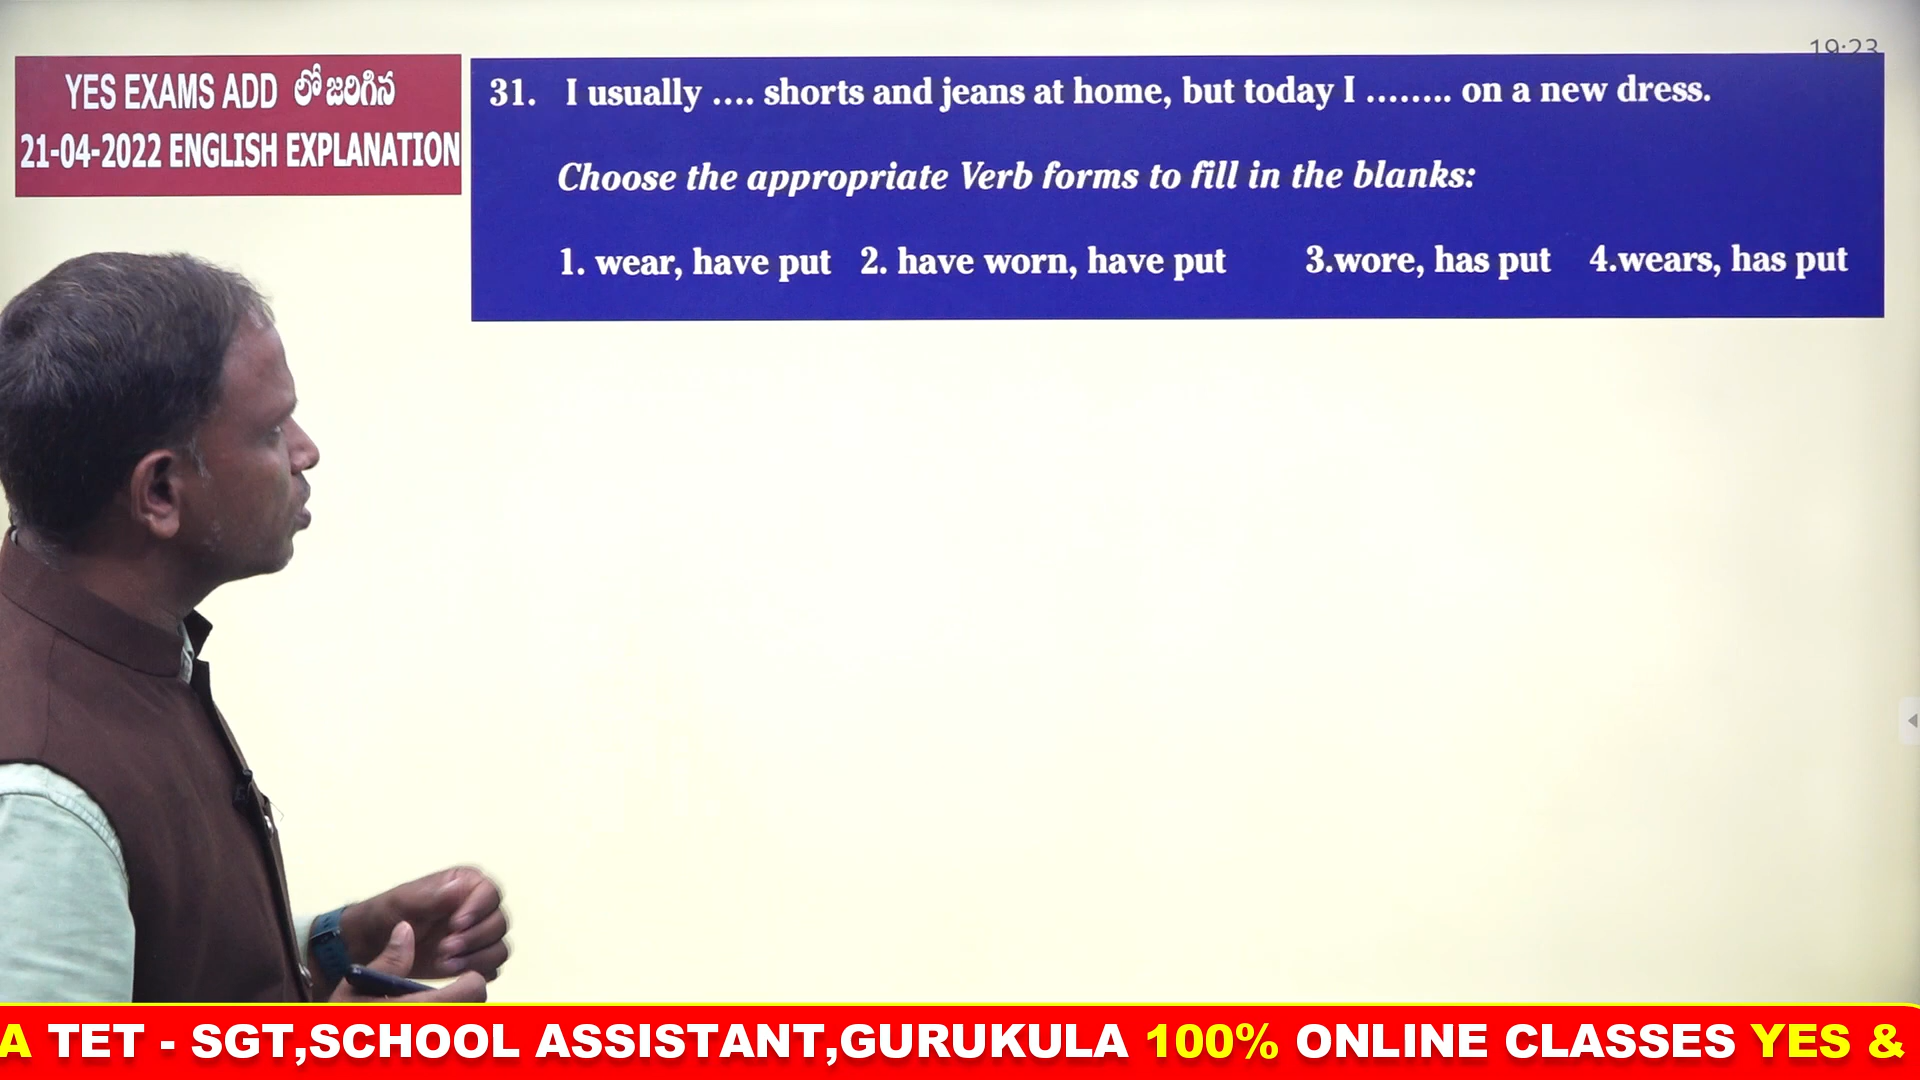 19:23
YES EXAMS ADD లో జరిగిన
21-04-2022 ENGLISH EXPLANATION
31. I usually .... shorts and jeans at home, but today I ........ on a new dress.
Choose the appropriate Verb forms to fill in the blanks:
1. wear, have put 2. have worn, have put 3.wore, has put 4.wears, has put
A TET - SGT,SCHOOL ASSISTANT,GURUKULA 100% ONLINE CLASSES YES &